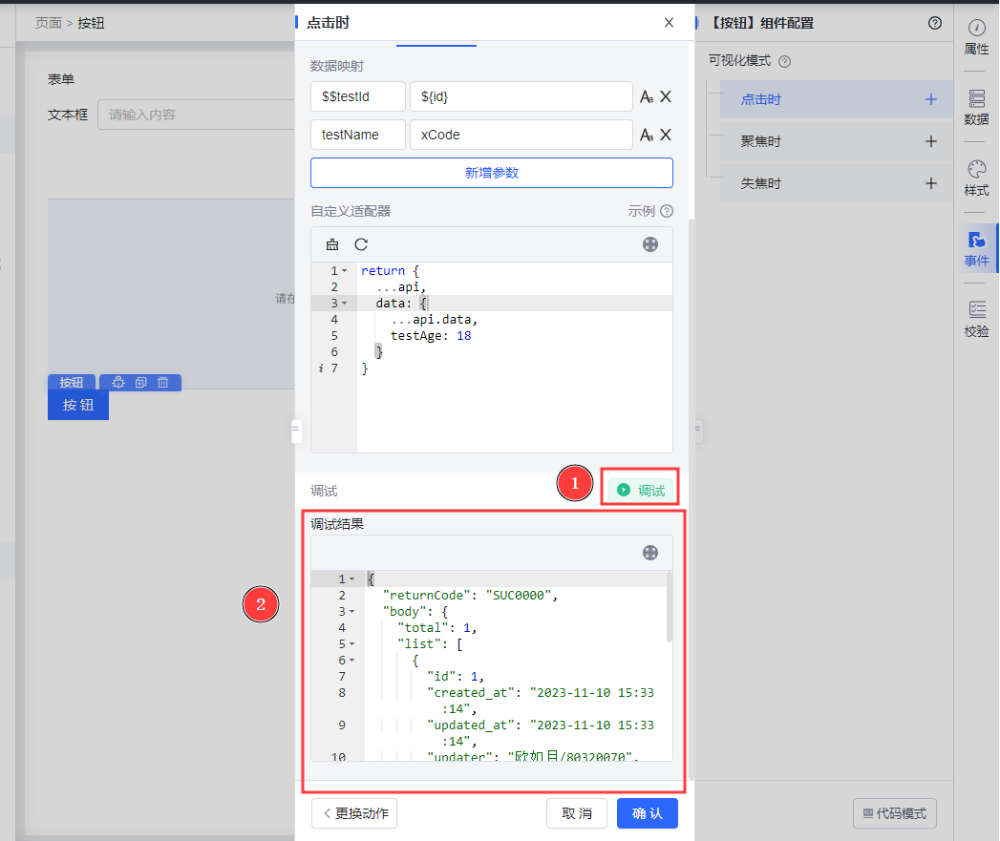 页面 > 按钮
表单
文本框
请输入内容
请在
按钮
按 钮
点击时
数据映射
$$testId
${id}
testName
xCode
新增参数
自定义适配器
示例
1 return {
2 ...api,
3 data: {
4 ...api.data,
5 testAge: 18
6 }
i 7 }
调试
1
调试
调试结果
2
1 {
2 "returnCode": "SUC0000",
3 "body": {
4 "total": 1,
5 "list": [
6 {
7 "id": 1,
8 "created_at": "2023-11-10 15:33
:14",
9 "updated_at": "2023-11-10 15:33
:14",
10 "updater": "欧如月/80320070",
更换动作
取 消
确 认
【按钮】组件配置
可视化模式
点击时
聚焦时
失焦时
代码模式
属性
数据
样式
事件
校验